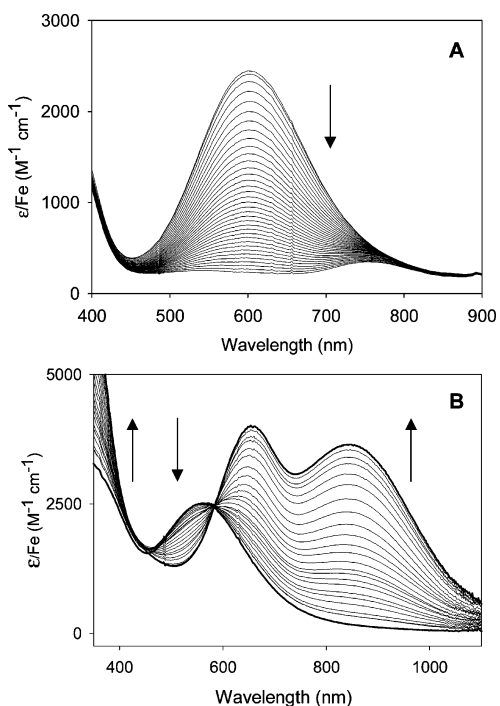 A
3000
2000
1000
0
ε/Fe (M⁻¹ cm⁻¹)
400 500 600 700 800 900
Wavelength (nm)
B
5000
2500
0
ε/Fe (M⁻¹ cm⁻¹)
400 600 800 1000
Wavelength (nm)